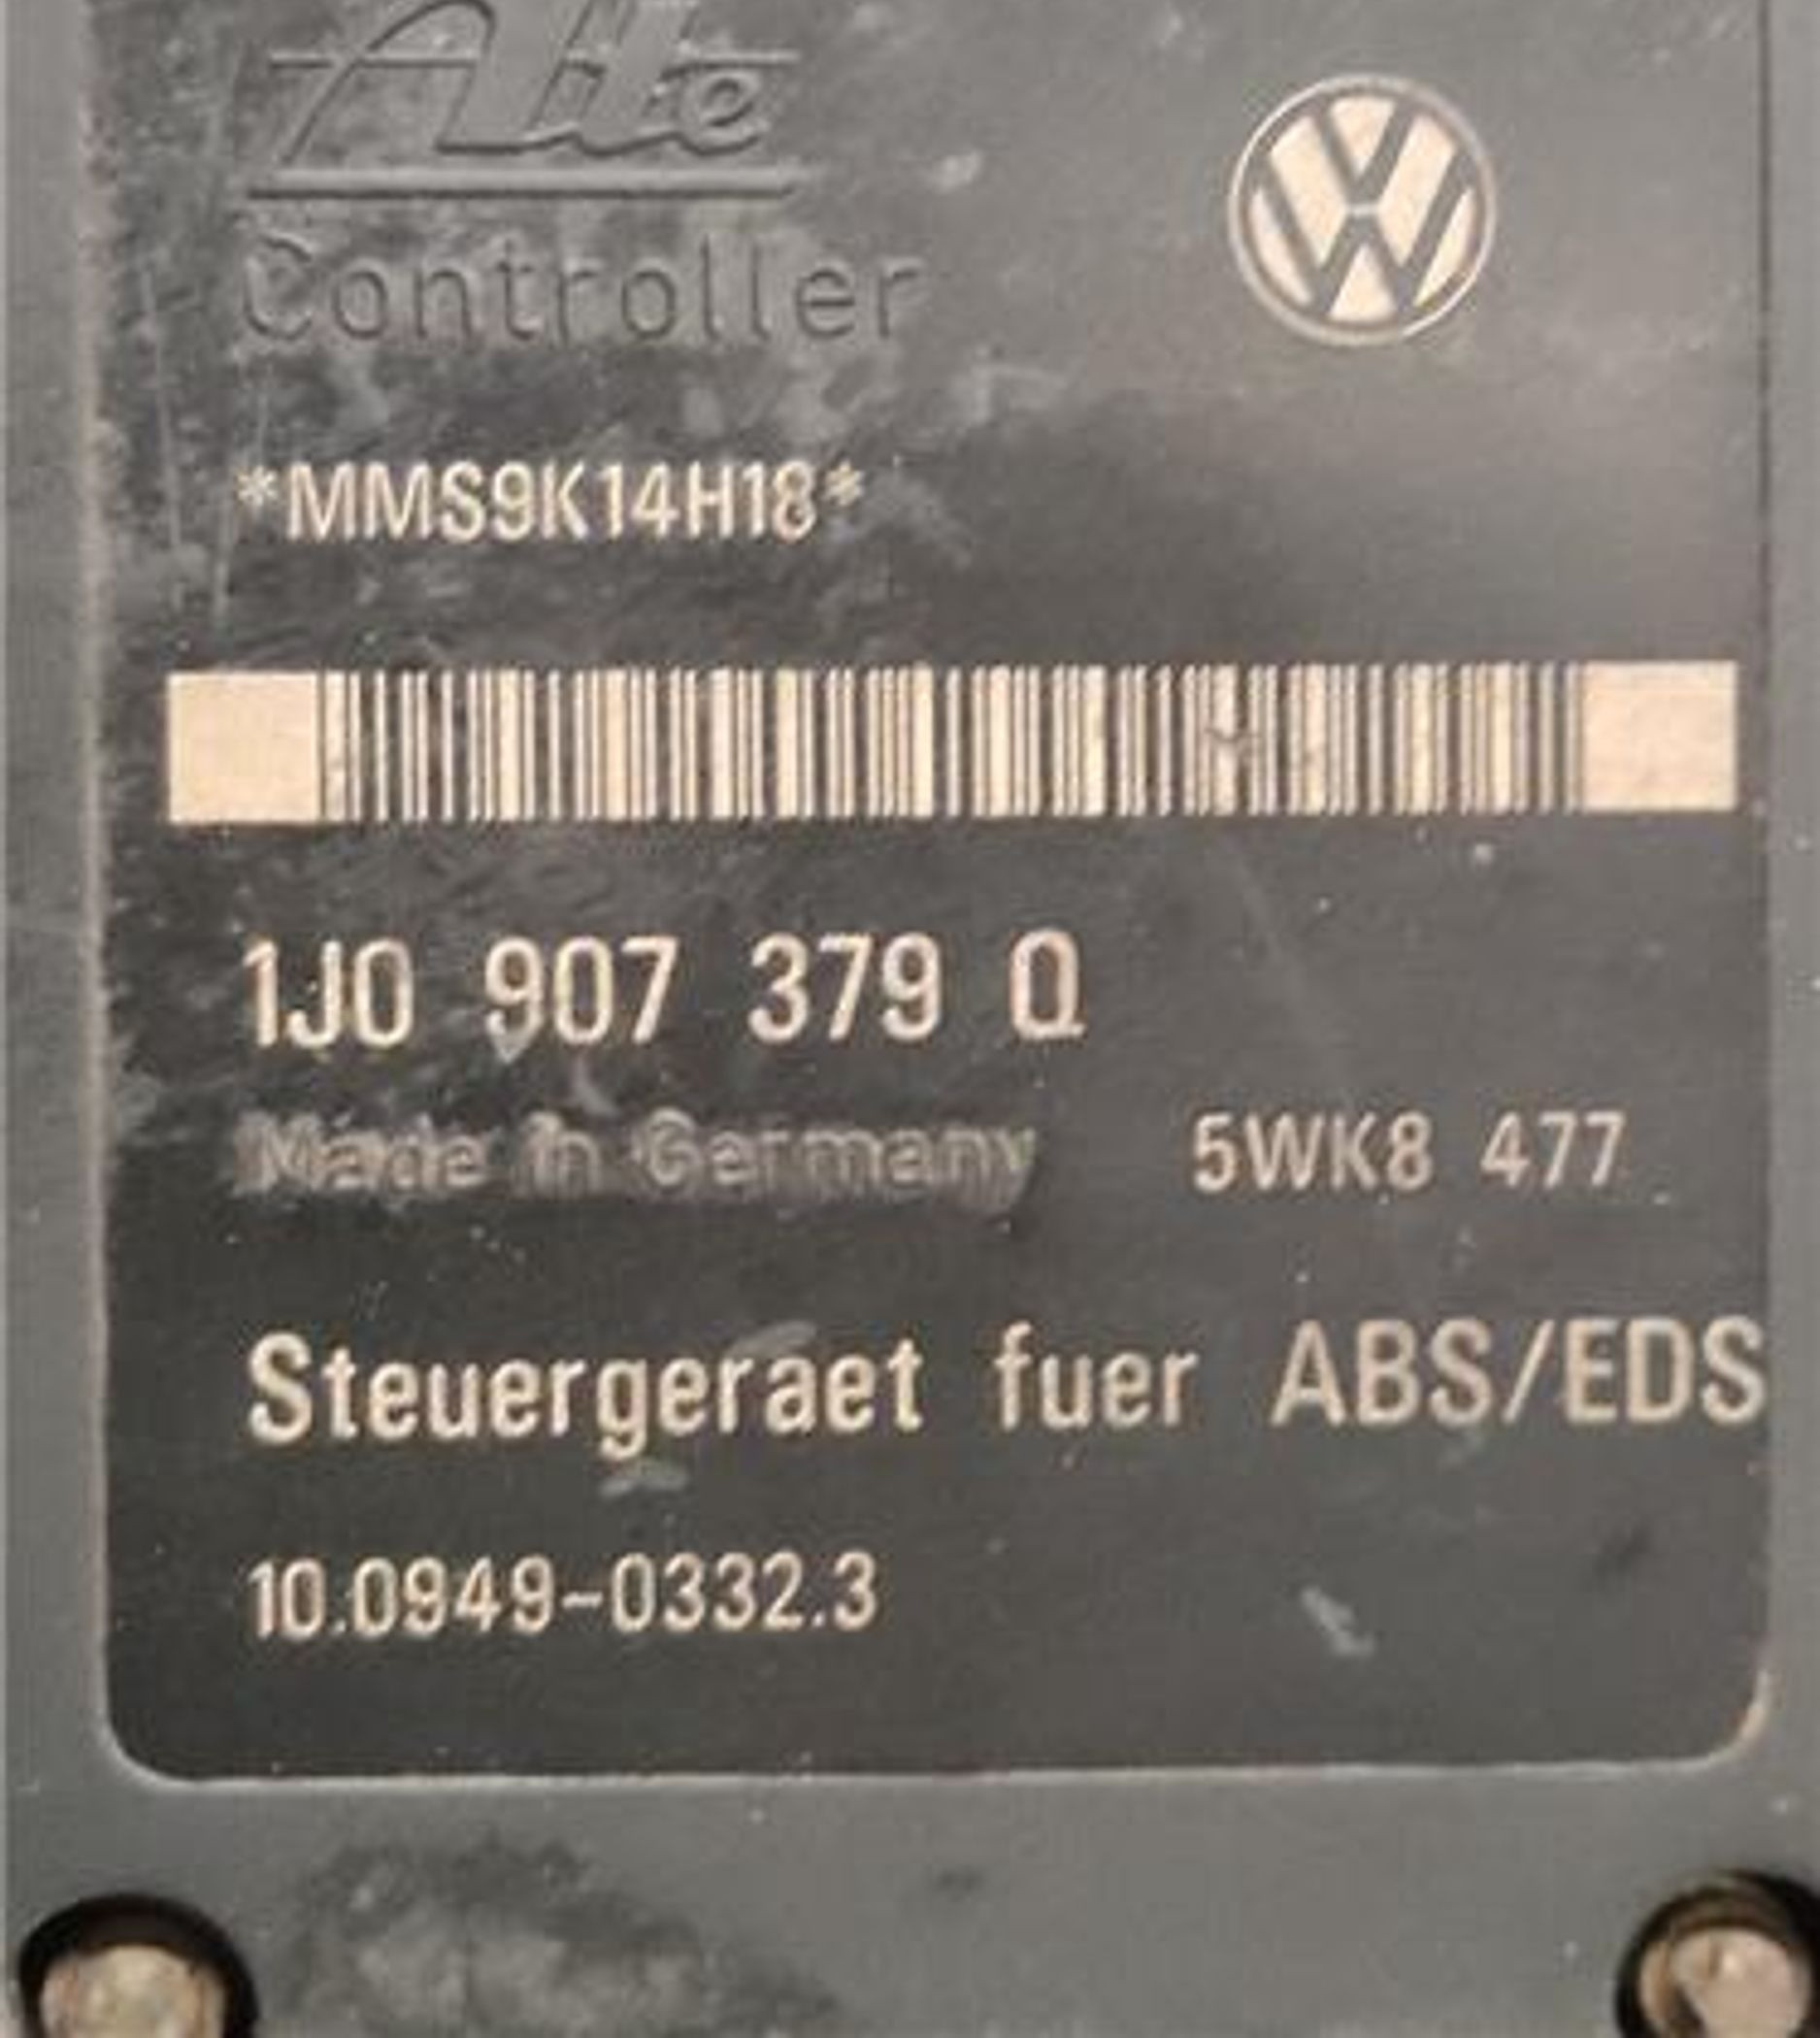 Ate
Controller
*MMS9K14H18*
1J0 907 379 Q
Made in Germany 5WK8 477
Steuergeraet fuer ABS/EDS
10.0949-0332.3